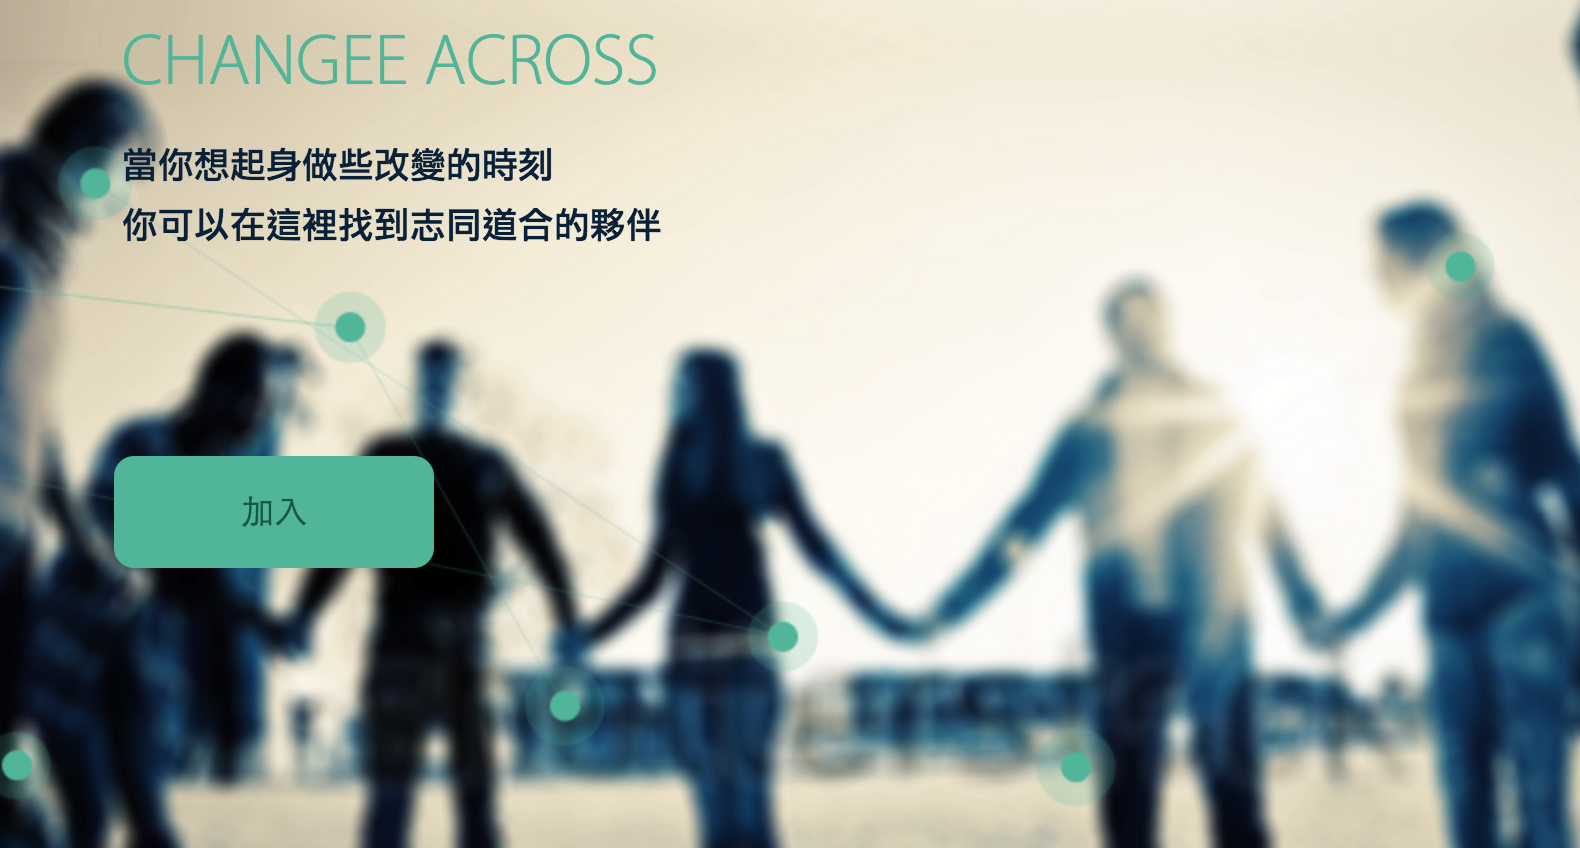 CHANGEE ACROSS
當你想起身做些改變的時刻
你可以在這裡找到志同道合的夥伴
加入